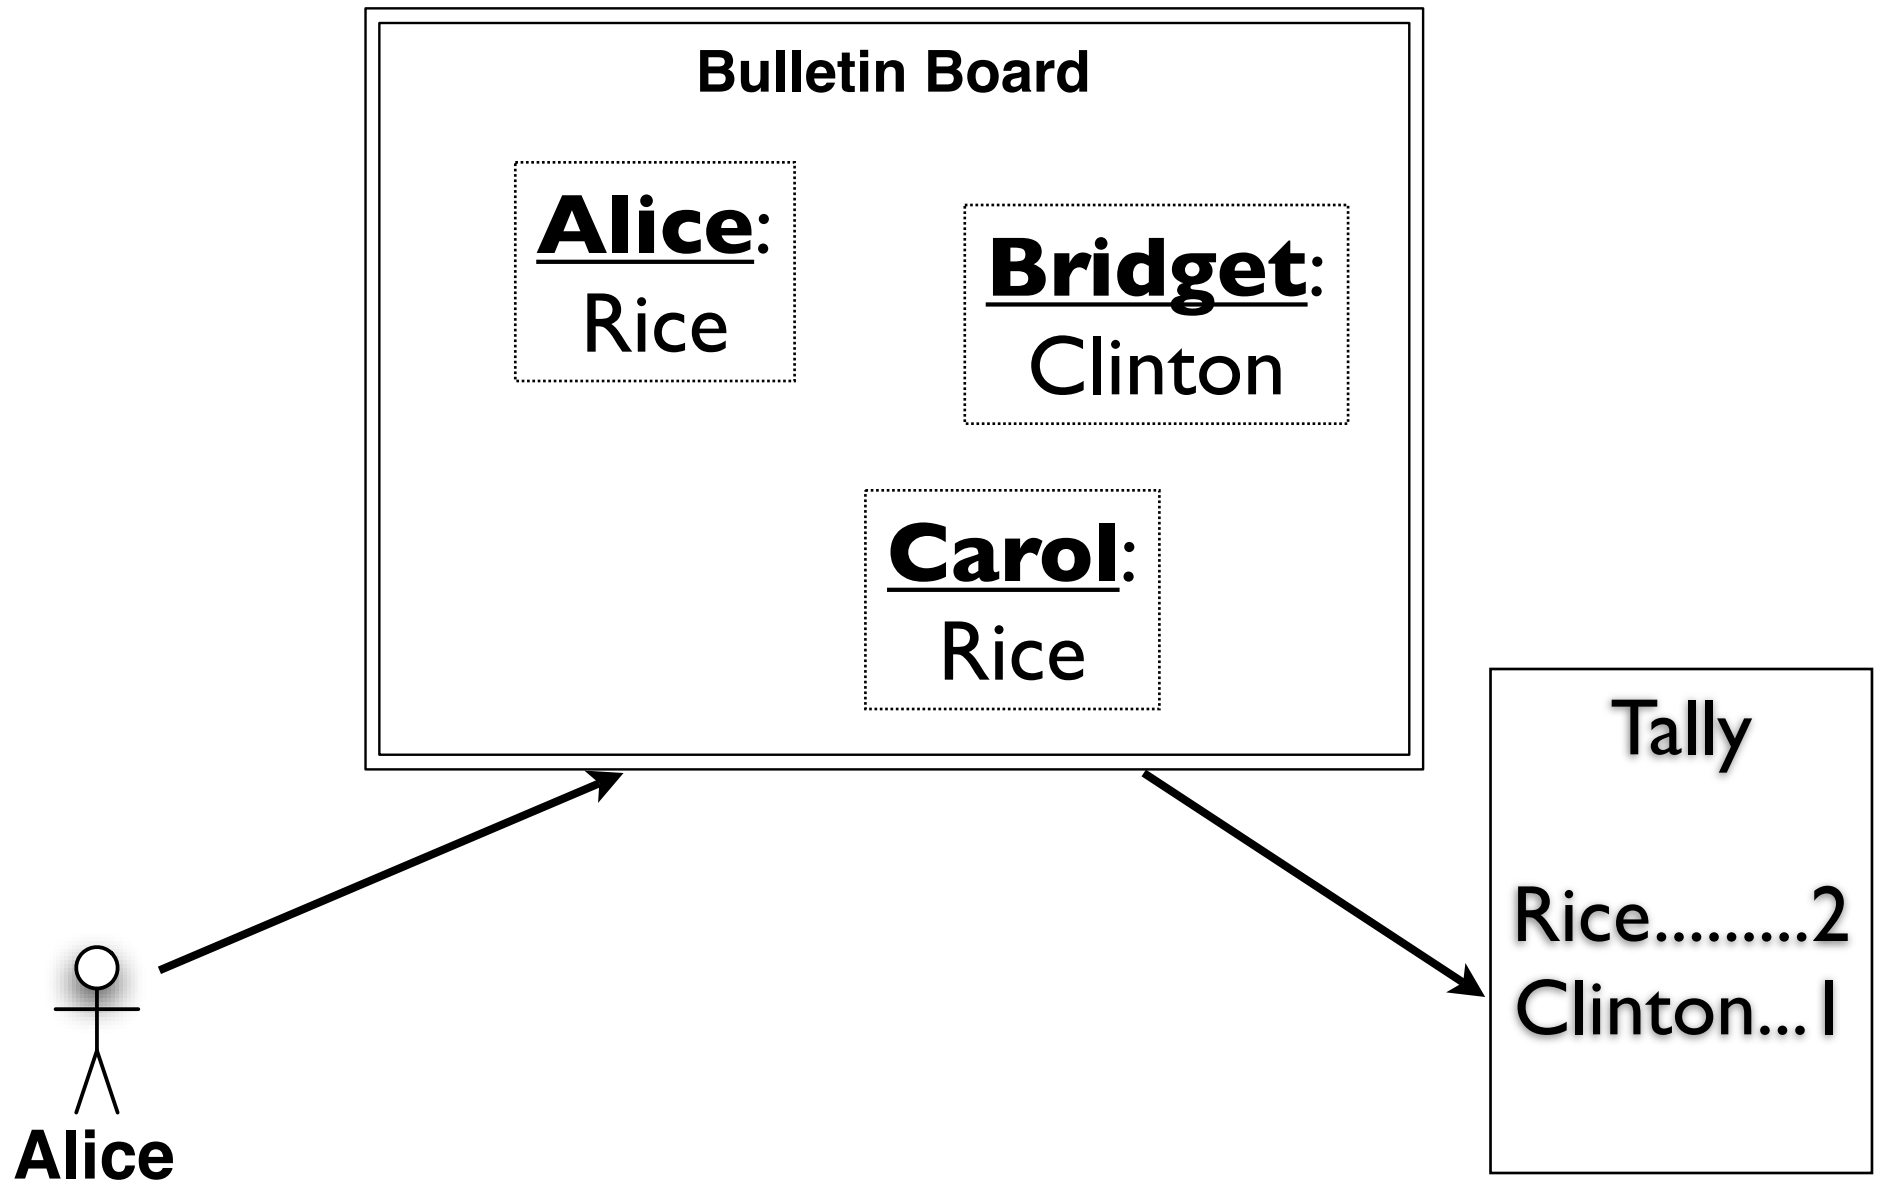 Bulletin Board
Alice:
Rice
Bridget:
Clinton
Carol:
Rice
Tally
Rice.........2
Clinton...1
Alice